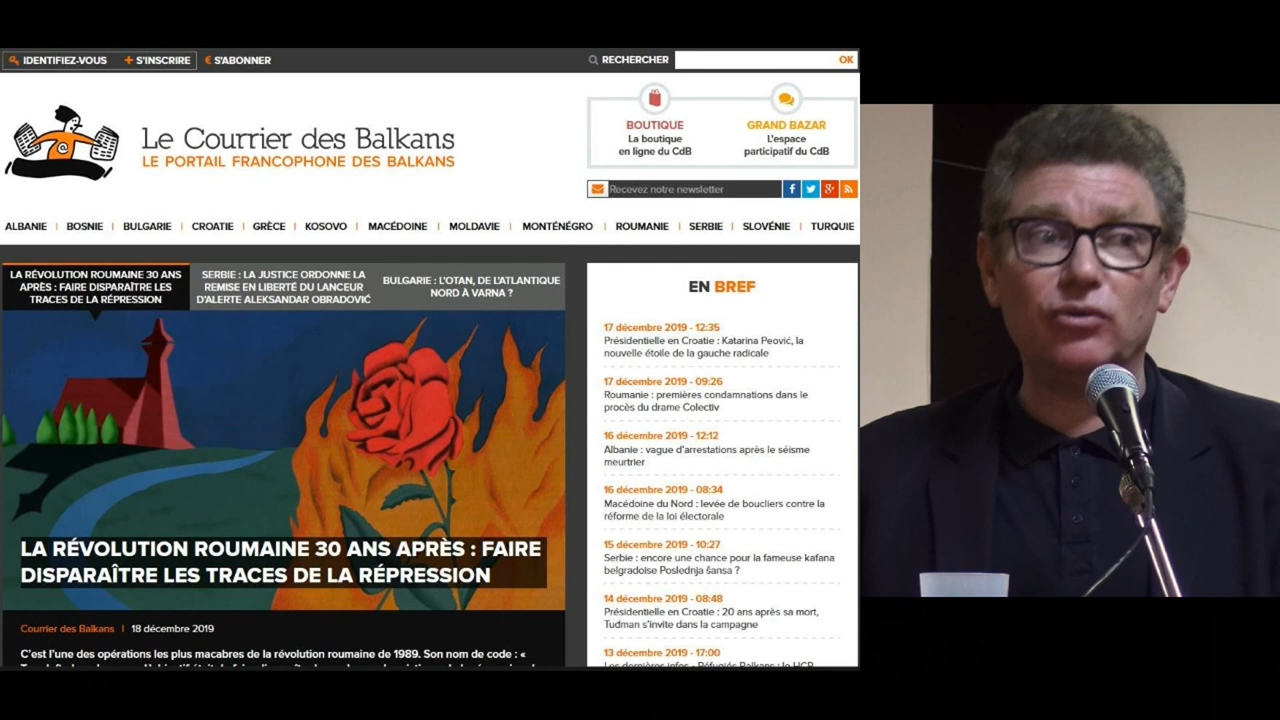 IDENTIFIEZ-VOUS
S'INSCRIRE
S'ABONNER
RECHERCHER
OK
Le Courrier des Balkans
LE PORTAIL FRANCOPHONE DES BALKANS
BOUTIQUE
La boutique
en ligne du CdB
GRAND BAZAR
L'espace
participatif du CdB
Recevez notre newsletter
ALBANIE
BOSNIE
BULGARIE
CROATIE
GRÈCE
KOSOVO
MACÉDOINE
MOLDAVIE
MONTÉNÉGRO
ROUMANIE
SERBIE
SLOVÉNIE
TURQUIE
LA RÉVOLUTION ROUMAINE 30 ANS
APRÈS : FAIRE DISPARAÎTRE LES
TRACES DE LA RÉPRESSION
SERBIE : LA JUSTICE ORDONNE LA
REMISE EN LIBERTÉ DU LANCEUR
D'ALERTE ALEKSANDAR OBRADOVIĆ
BULGARIE : L'OTAN, DE L'ATLANTIQUE
NORD À VARNA ?
LA RÉVOLUTION ROUMAINE 30 ANS APRÈS : FAIRE
DISPARAÎTRE LES TRACES DE LA RÉPRESSION
Courrier des Balkans | 18 décembre 2019
C'est l'une des opérations les plus macabres de la révolution roumaine de 1989. Son nom de code : «
EN BREF
17 décembre 2019 - 12:35
Présidentielle en Croatie : Katarina Peović, la
nouvelle étoile de la gauche radicale
17 décembre 2019 - 09:26
Roumanie : premières condamnations dans le
procès du drame Colectiv
16 décembre 2019 - 12:12
Albanie : vague d'arrestations après le séisme
meurtrier
16 décembre 2019 - 08:34
Macédoine du Nord : levée de boucliers contre la
réforme de la loi électorale
15 décembre 2019 - 10:27
Serbie : encore une chance pour la fameuse kafana
belgradoise Poslednja šansa ?
14 décembre 2019 - 08:48
Présidentielle en Croatie : 20 ans après sa mort,
Tuđman s'invite dans la campagne
13 décembre 2019 - 17:00
Les dernières infos • Réfugiés Balkans : le HCR